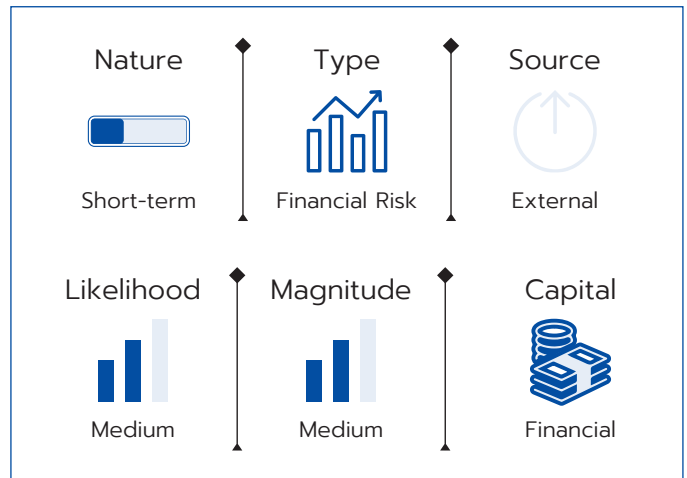 Nature
Type
Source
Short-term
Financial Risk
External
Likelihood
Magnitude
Capital
Medium
Medium
Financial